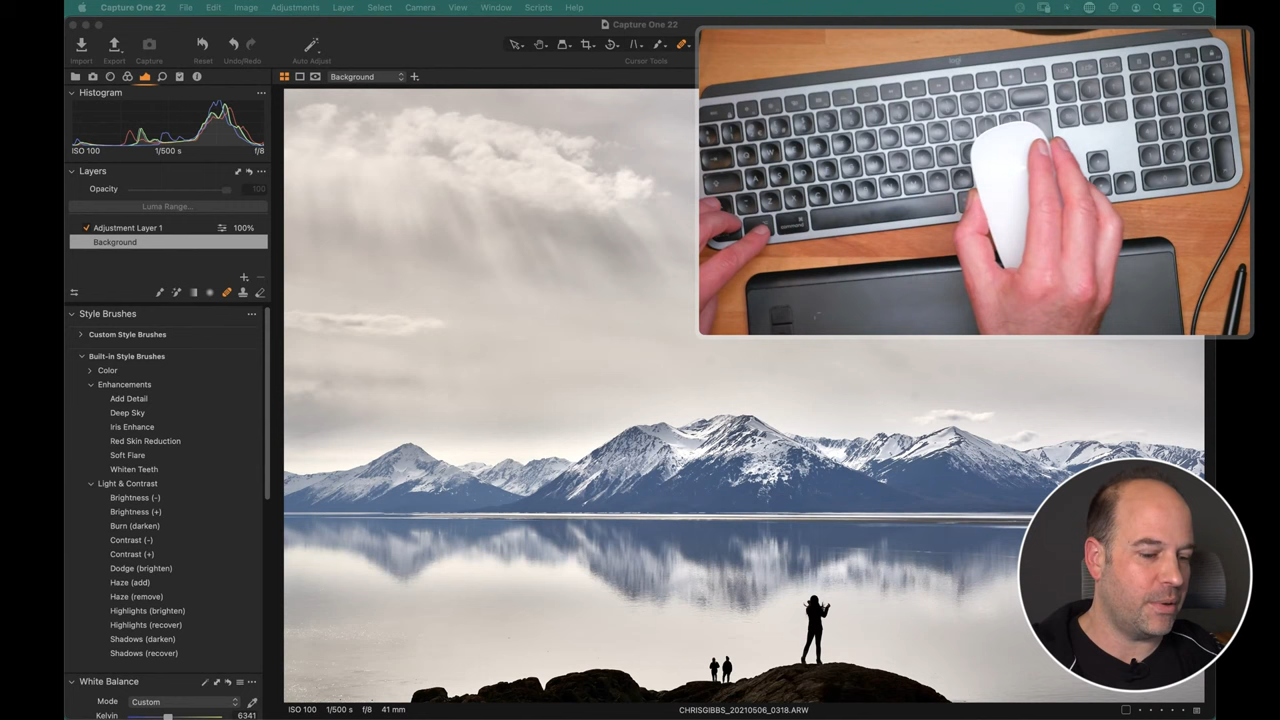 Capture One 22 File Edit Image Adjustments Layer Select Camera View Window Scripts Help
Capture One 22
Import Export Capture Reset Undo/Redo Auto Adjust Cursor Tools
Background
Histogram
ISO 100 1/500 s f/8
Layers
Opacity 100
Luma Range...
Adjustment Layer 1 100%
Background
Style Brushes
Custom Style Brushes
Built-in Style Brushes
Color
Enhancements
Add Detail
Deep Sky
Iris Enhance
Red Skin Reduction
Soft Flare
Whiten Teeth
Light & Contrast
Brightness (-)
Brightness (+)
Burn (darken)
Contrast (-)
Contrast (+)
Dodge (brighten)
Haze (add)
Haze (remove)
Highlights (brighten)
Highlights (recover)
Shadows (darken)
Shadows (recover)
White Balance
Mode Custom
Kelvin 6341
ISO 100 1/500 s f/8 41 mm CHRISGIBBS_20210506_0318.ARW
logi
command